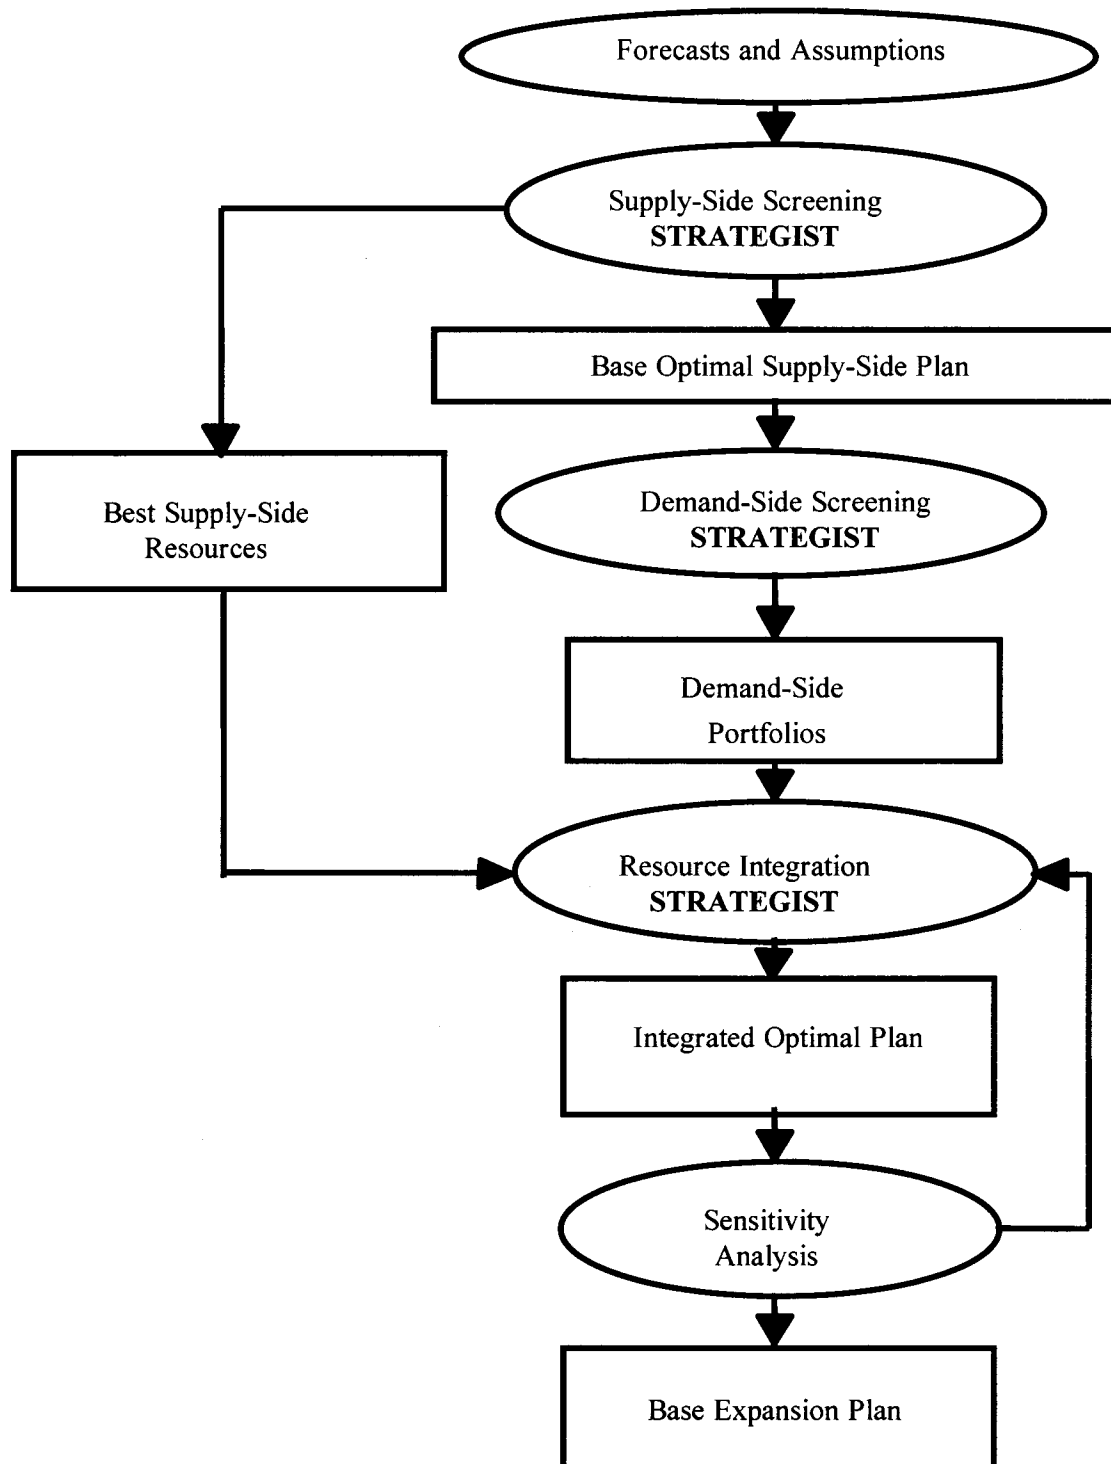 Forecasts and Assumptions
Supply-Side Screening
STRATEGIST
Base Optimal Supply-Side Plan
Best Supply-Side
Resources
Demand-Side Screening
STRATEGIST
Demand-Side
Portfolios
Resource Integration
STRATEGIST
Integrated Optimal Plan
Sensitivity
Analysis
Base Expansion Plan